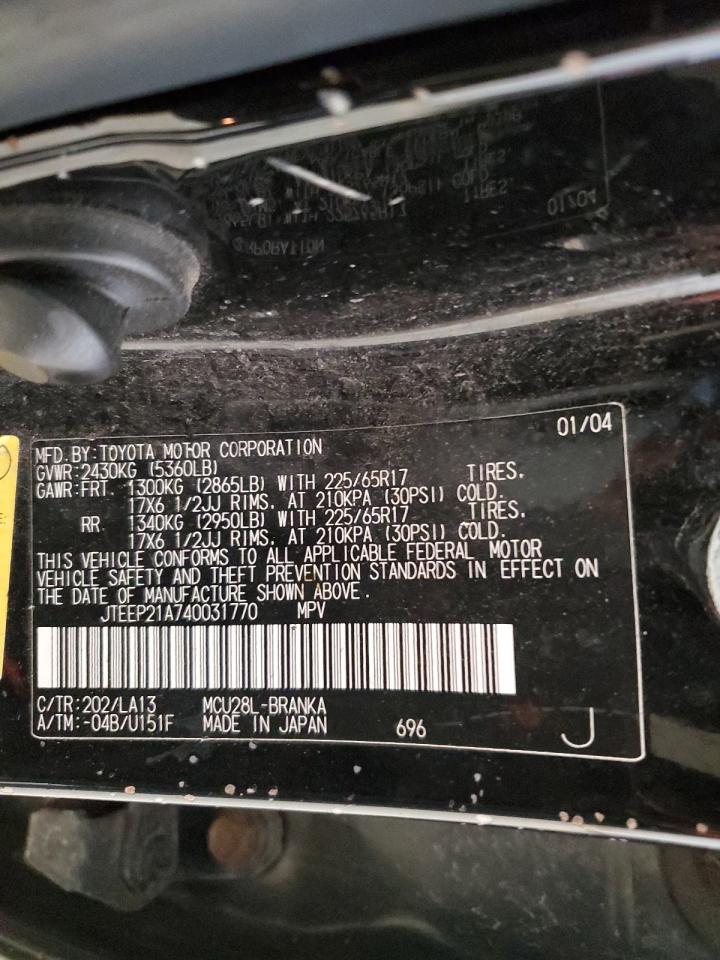 01/04
MFD. BY: TOYOTA MOTOR CORPORATION
GVWR: 2430KG (5360LB)
GAWR: FRT. 1300KG (2865LB) WITH 225/65R17 TIRES.
17X6 1/2JJ RIMS. AT 210KPA (30PSI) COLD.
RR 1340KG (2950LB) WITH 225/65R17 TIRES.
17X6 1/2JJ RIMS. AT 210KPA (30PSI) COLD.
THIS VEHICLE CONFORMS TO ALL APPLICABLE FEDERAL MOTOR
VEHICLE SAFETY AND THEFT PREVENTION STANDARDS IN EFFECT ON
THE DATE OF MANUFACTURE SHOWN ABOVE.
JTEEP21A740031770 MPV
C/TR: 202/LA13 MCU28L-BRANKA
A/TM: -04B/U151F MADE IN JAPAN 696 J